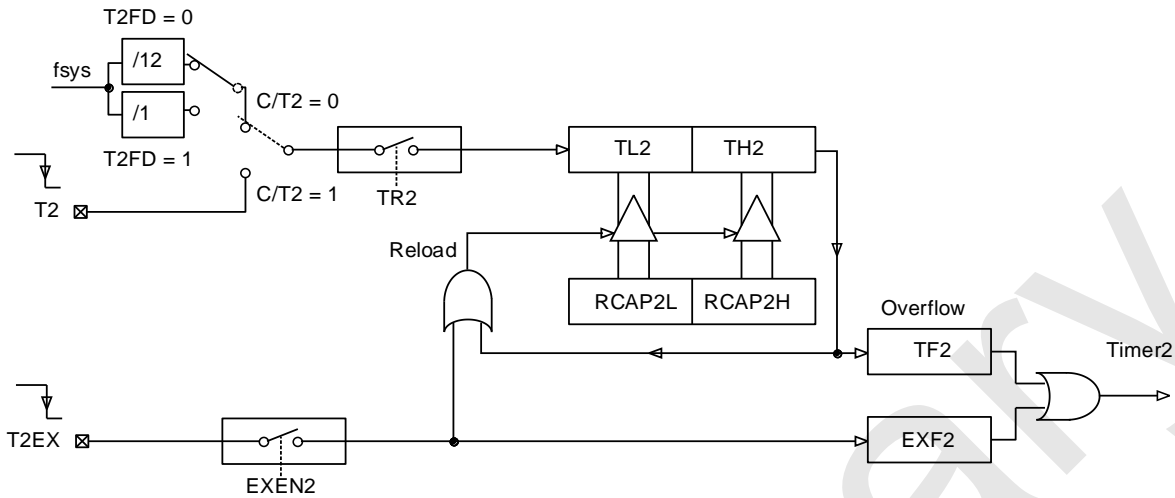 T2FD = 0
/12
fsys
C/T2 = 0
/1
T2FD = 1
TL2
TH2
T2
C/T2 = 1
TR2
Reload
RCAP2L
RCAP2H
Overflow
TF2
Timer2
T2EX
EXF2
EXEN2